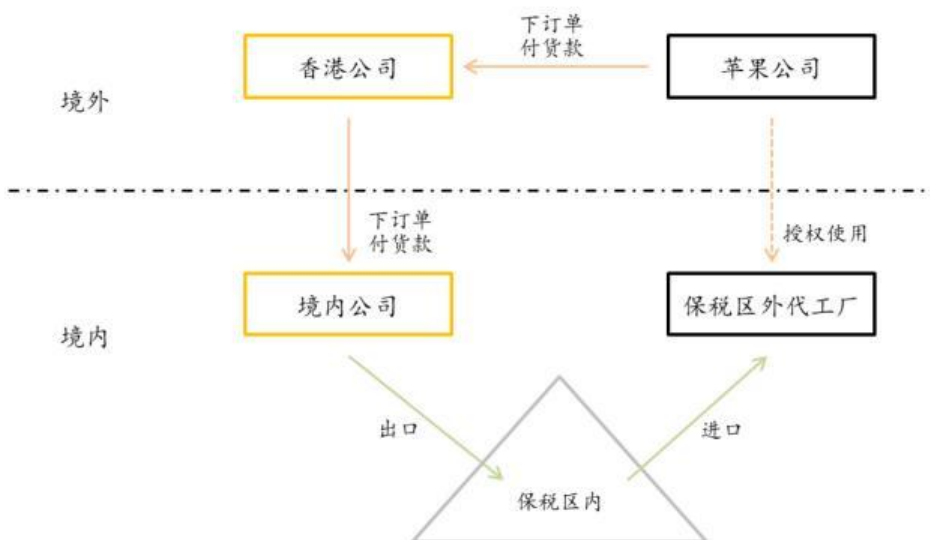 下订单
付货款
香港公司
苹果公司
境外
下订单
付货款
授权使用
境内公司
保税区外代工厂
境内
出口
进口
保税区内